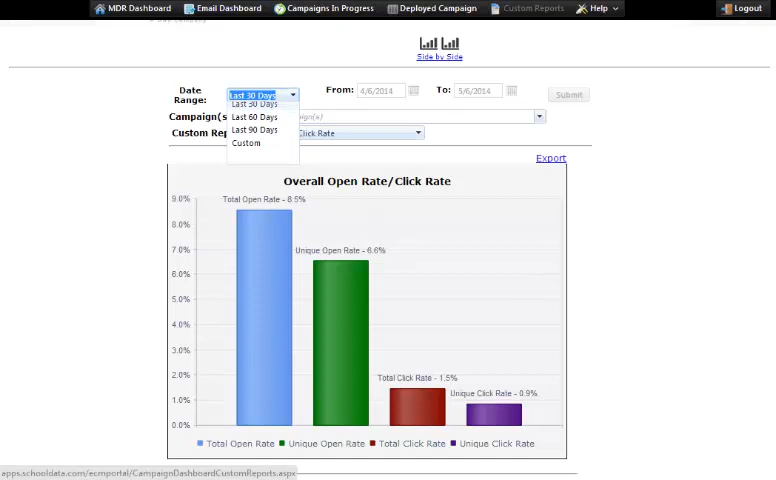 MDR Dashboard Email Dashboard Campaigns In Progress Deployed Campaign Custom Reports Help Logout
Side by Side
Date Range: Last 30 Days From: 4/6/2014 To: 5/6/2014 Submit
Last 30 Days
Last 60 Days
Last 90 Days
Custom
Campaign(s
Custom Rep Click Rate
Export
Overall Open Rate/Click Rate
9.0%
8.0%
7.0%
6.0%
5.0%
4.0%
3.0%
2.0%
1.0%
0.0%
Total Open Rate - 8.5%
Unique Open Rate - 6.6%
Total Click Rate - 1.5%
Unique Click Rate - 0.9%
Total Open Rate Unique Open Rate Total Click Rate Unique Click Rate
apps.schooldata.com/ecmportal/CampaignDashboardCustomReports.aspx